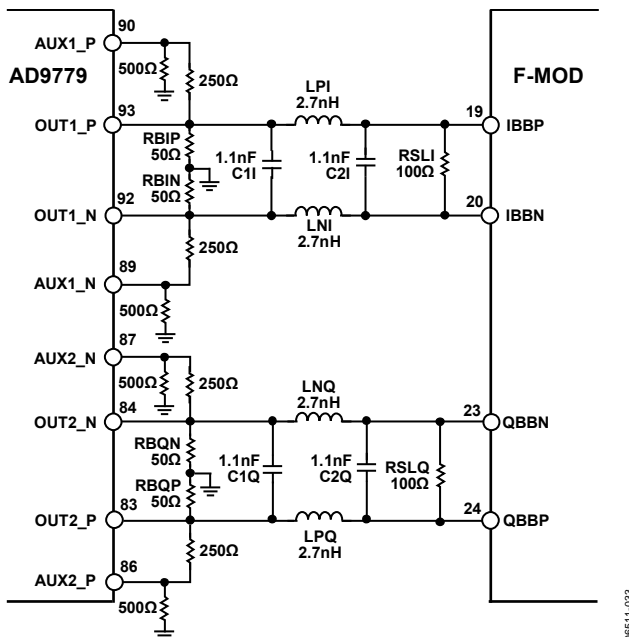 90
AUX1_P
500Ω
250Ω
AD9779
F-MOD
LPI
2.7nH
93
OUT1_P
19
IBBP
RBIP
50Ω
1.1nF
C1I
1.1nF
C2I
RSLI
100Ω
RBIN
50Ω
92
OUT1_N
20
IBBN
LNI
2.7nH
250Ω
89
AUX1_N
500Ω
87
AUX2_N
500Ω
250Ω
LNQ
2.7nH
84
OUT2_N
23
QBBN
RBQN
50Ω
1.1nF
C1Q
1.1nF
C2Q
RSLQ
100Ω
RBQP
50Ω
83
OUT2_P
24
QBBP
LPQ
2.7nH
250Ω
86
AUX2_P
500Ω